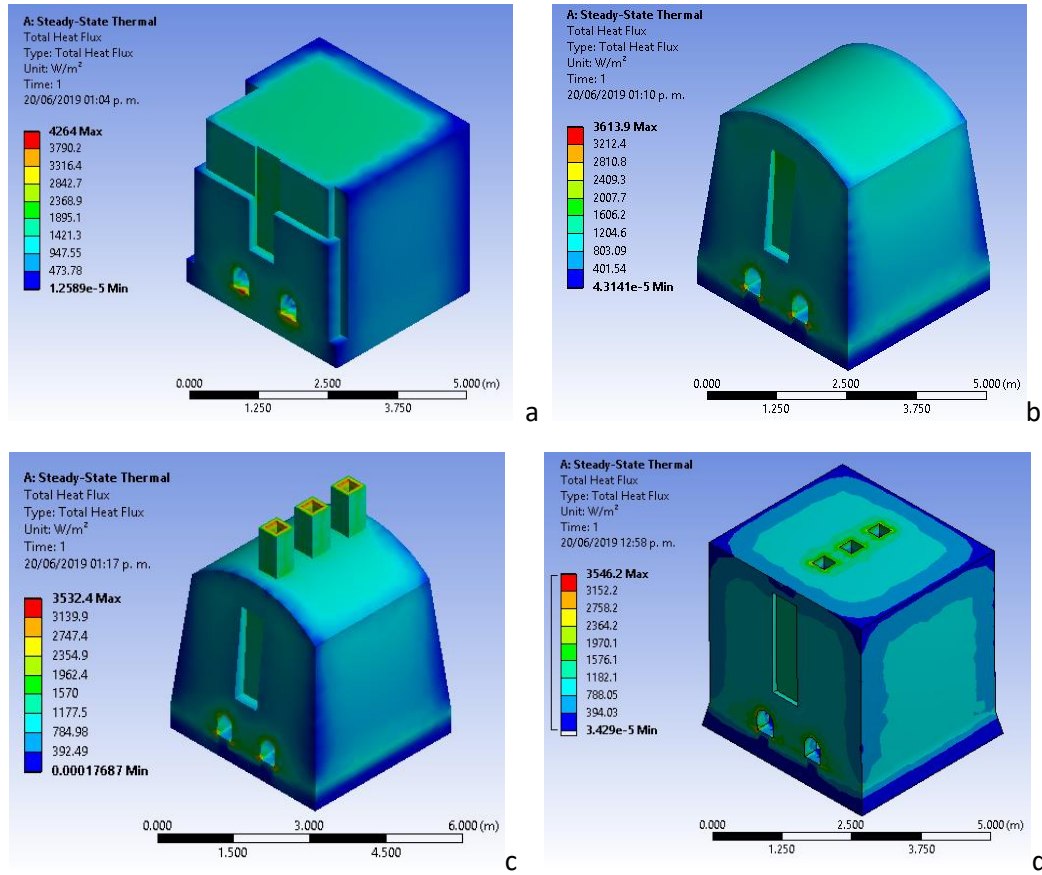 A: Steady-State Thermal
Total Heat Flux
Type: Total Heat Flux
Unit: W/m²
Time: 1
20/06/2019 01:04 p. m.
4264 Max
3790.2
3316.4
2842.7
2368.9
1895.1
1421.3
947.55
473.78
1.2589e-5 Min
0.000 2.500 5.000 (m)
1.250 3.750
a
A: Steady-State Thermal
Total Heat Flux
Type: Total Heat Flux
Unit: W/m²
Time: 1
20/06/2019 01:10 p. m.
3613.9 Max
3212.4
2810.8
2409.3
2007.7
1606.2
1204.6
803.09
401.54
4.3141e-5 Min
0.000 2.500 5.000 (m)
1.250 3.750
b
A: Steady-State Thermal
Total Heat Flux
Type: Total Heat Flux
Unit: W/m²
Time: 1
20/06/2019 01:17 p. m.
3532.4 Max
3139.9
2747.4
2354.9
1962.4
1570
1177.5
784.98
392.49
0.00017687 Min
0.000 3.000 6.000 (m)
1.500 4.500
c
A: Steady-State Thermal
Total Heat Flux
Type: Total Heat Flux
Unit: W/m²
Time: 1
20/06/2019 12:58 p. m.
3546.2 Max
3152.2
2758.2
2364.2
1970.1
1576.1
1182.1
788.05
394.03
3.429e-5 Min
0.000 2.500 5.000 (m)
1.250 3.750
d